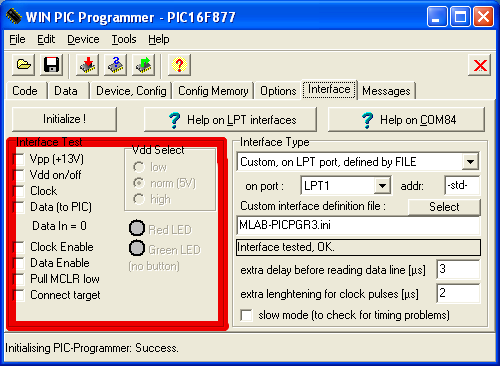 WIN PIC Programmer - PIC16F877
File Edit Device Tools Help
Code Data Device, Config Config Memory Options Interface Messages
Initialize ! Help on LPT interfaces Help on COM84
Interface Test
Vpp (+13V)
Vdd on/off
Clock
Data (to PIC)
Data In = 0
Clock Enable
Data Enable
Pull MCLR low
Connect target
Vdd Select
low
norm (5V)
high
Red LED
Green LED
(no button)
Interface Type
Custom, on LPT port, defined by FILE
on port : LPT1 addr: -std-
Custom interface definition file : Select
MLAB-PICPGR3.ini
Interface tested, OK.
extra delay before reading data line [µs] 3
extra lenghtening for clock pulses [µs] 2
slow mode (to check for timing problems)
Initialising PIC-Programmer: Success.